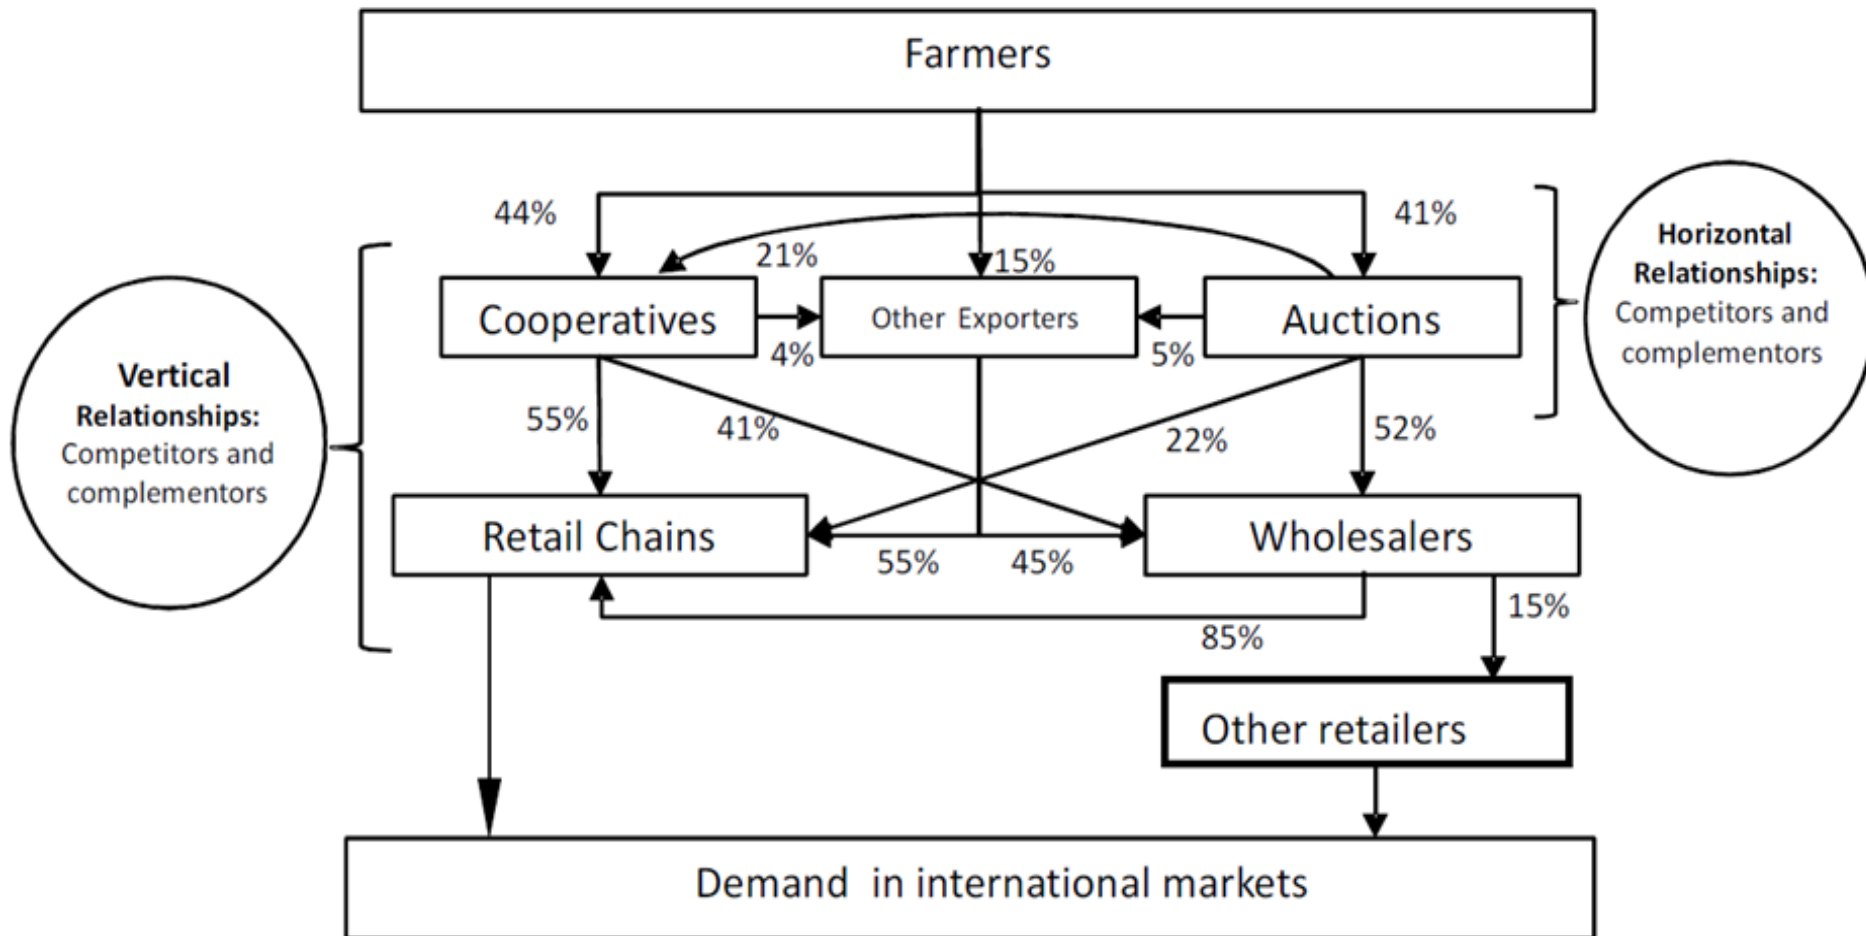 Farmers
44%
41%
21%
15%
Cooperatives
Other Exporters
Auctions
4%
5%
Horizontal
Relationships:
Competitors and
complementors
Vertical
Relationships:
Competitors and
complementors
55%
41%
22%
52%
Retail Chains
55%
45%
Wholesalers
85%
15%
Other retailers
Demand in international markets